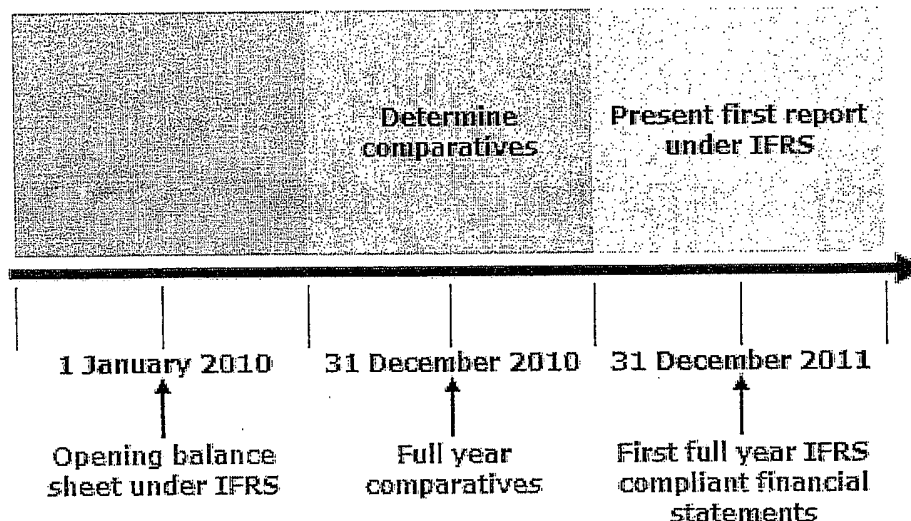 Determine
comparatives
Present first report
under IFRS
1 January 2010
31 December 2010
31 December 2011
Opening balance
sheet under IFRS
Full year
comparatives
First full year IFRS
compliant financial
statements